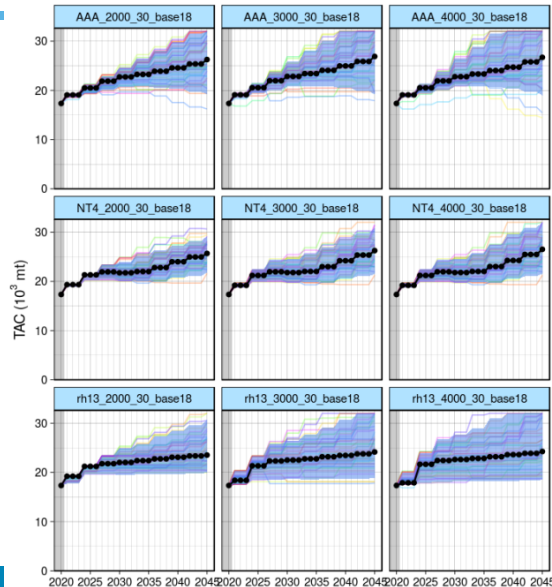 AAA_2000_30_base18 AAA_3000_30_base18 AAA_4000_30_base18
30
20
10
0
NT4_2000_30_base18 NT4_3000_30_base18 NT4_4000_30_base18
30
20
10
0
TAC (10³ mt)
rh13_2000_30_base18 rh13_3000_30_base18 rh13_4000_30_base18
30
20
10
0
2020 2025 2030 2035 2040 2045 2020 2025 2030 2035 2040 2045 2020 2025 2030 2035 2040 2045